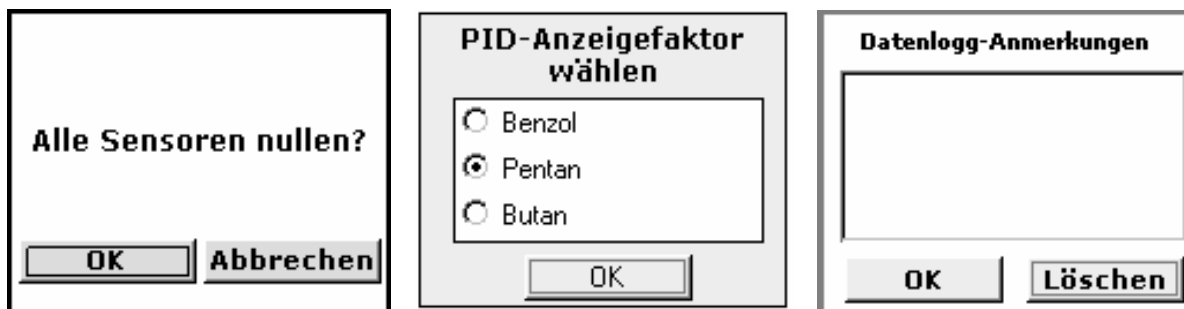 Alle Sensoren nullen?
OK
Abbrechen
PID-Anzeigefaktor
wählen
Benzol
Pentan
Butan
OK
Datenlogg-Anmerkungen
OK
Löschen